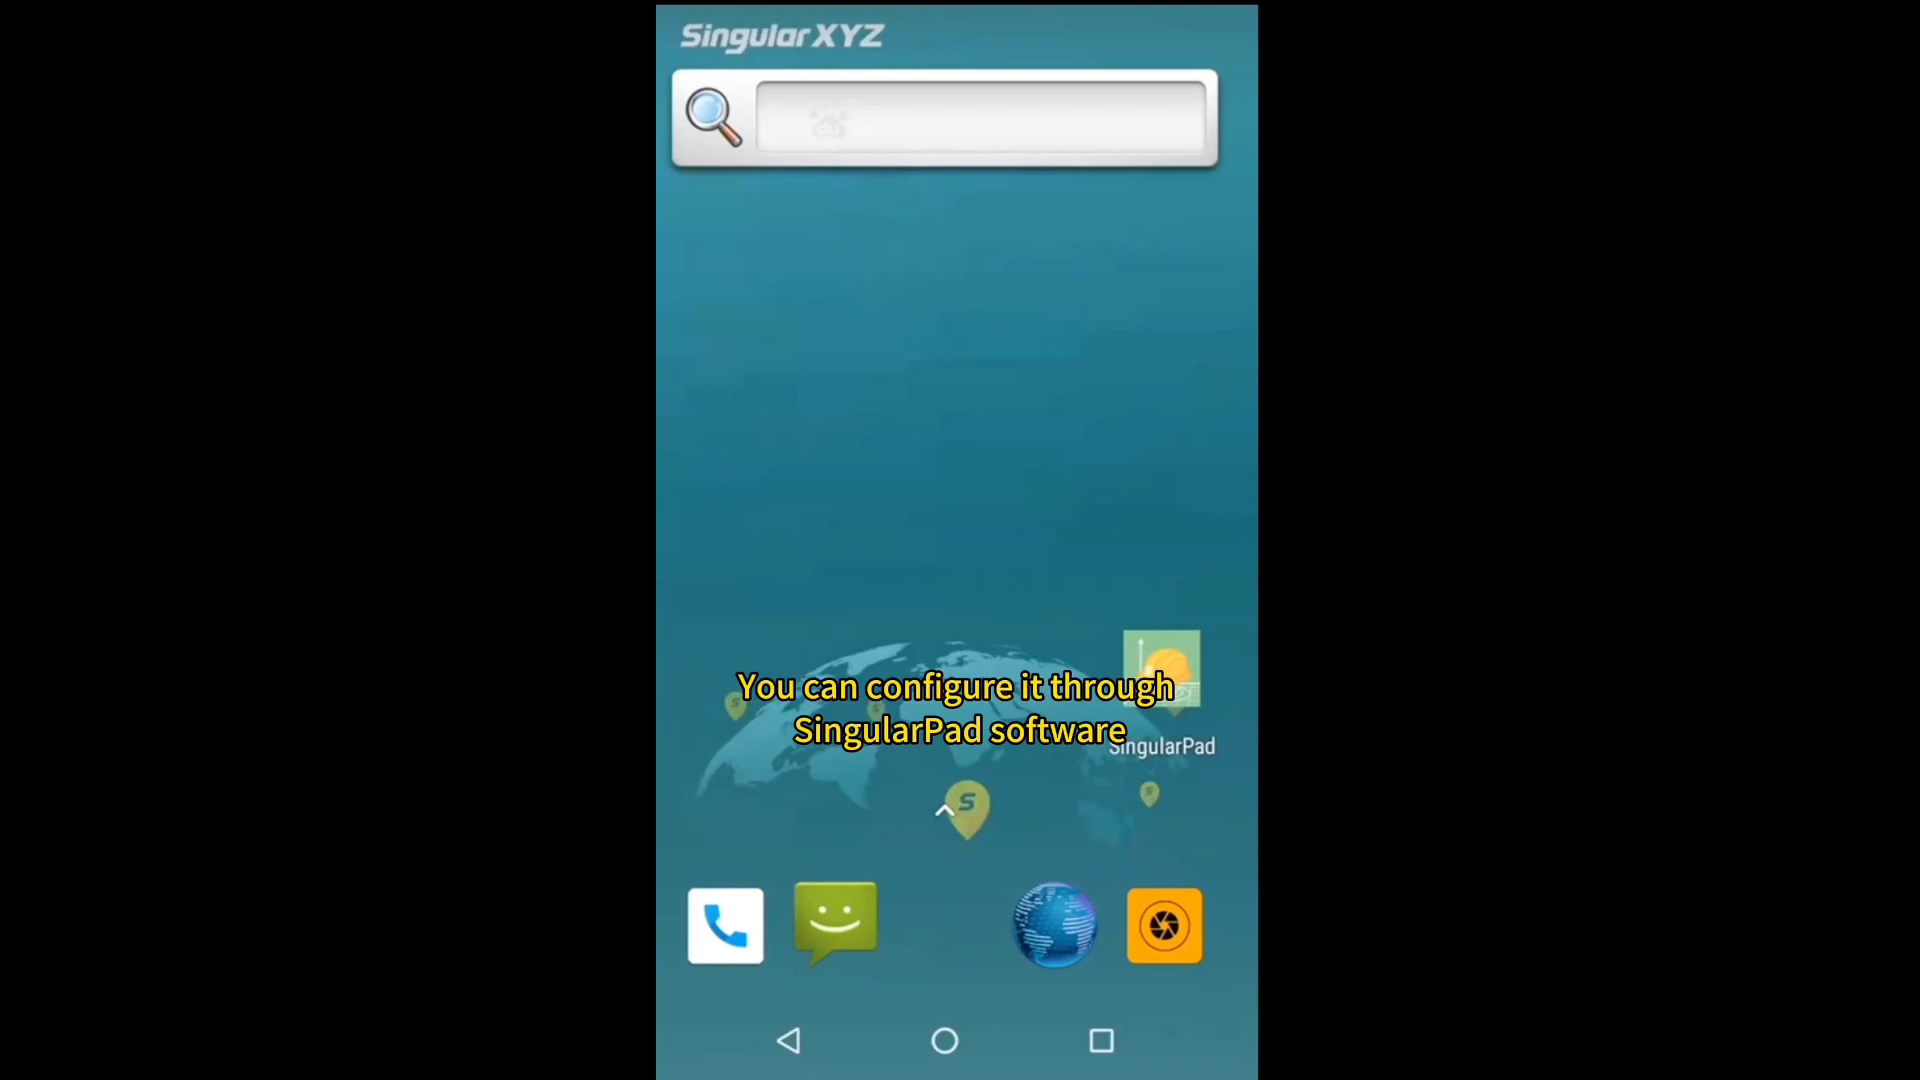 SingularXYZ
You can configure it through
SingularPad software
SingularPad
S
S
S
S